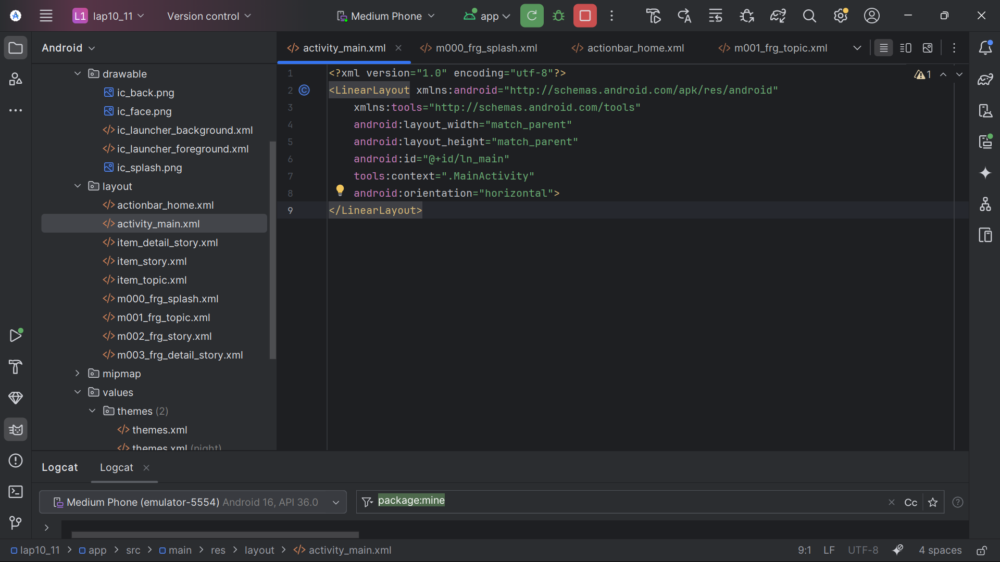 L1 lap10_11 Version control Medium Phone app
Android
activity_main.xml m000_frg_splash.xml actionbar_home.xml m001_frg_topic.xml
drawable
ic_back.png
ic_face.png
ic_launcher_background.xml
ic_launcher_foreground.xml
ic_splash.png
layout
actionbar_home.xml
activity_main.xml
item_detail_story.xml
item_story.xml
item_topic.xml
m000_frg_splash.xml
m001_frg_topic.xml
m002_frg_story.xml
m003_frg_detail_story.xml
mipmap
values
themes (2)
themes.xml
themes.xml (night)
1 <?xml version="1.0" encoding="utf-8"?>
2 <LinearLayout xmlns:android="http://schemas.android.com/apk/res/android"
3 xmlns:tools="http://schemas.android.com/tools"
4 android:layout_width="match_parent"
5 android:layout_height="match_parent"
6 android:id="@+id/ln_main"
7 tools:context=".MainActivity"
8 android:orientation="horizontal">
9 </LinearLayout>
1
Logcat Logcat
Medium Phone (emulator-5554) Android 16, API 36.0 package:mine Cc
lap10_11 app src main res layout activity_main.xml 9:1 LF UTF-8 4 spaces